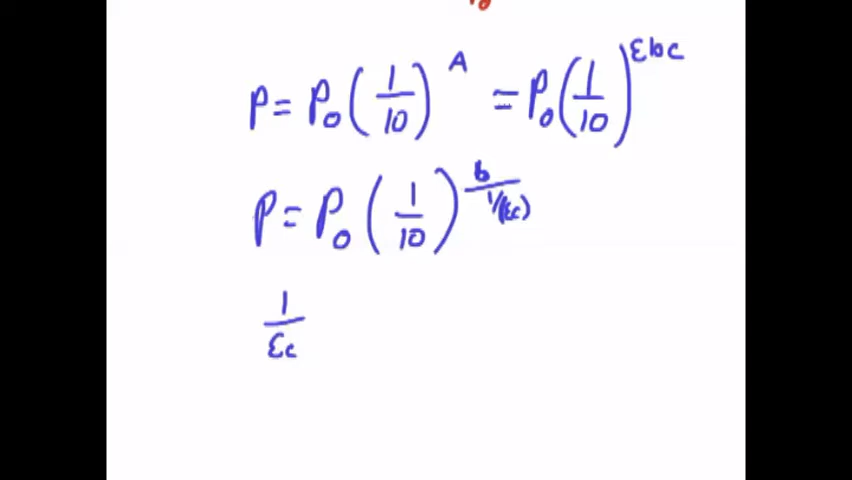 P = P₀(1/10)^A = P₀(1/10)^εbc
P = P₀(1/10)^(b/(1/(εc)))
1/εc